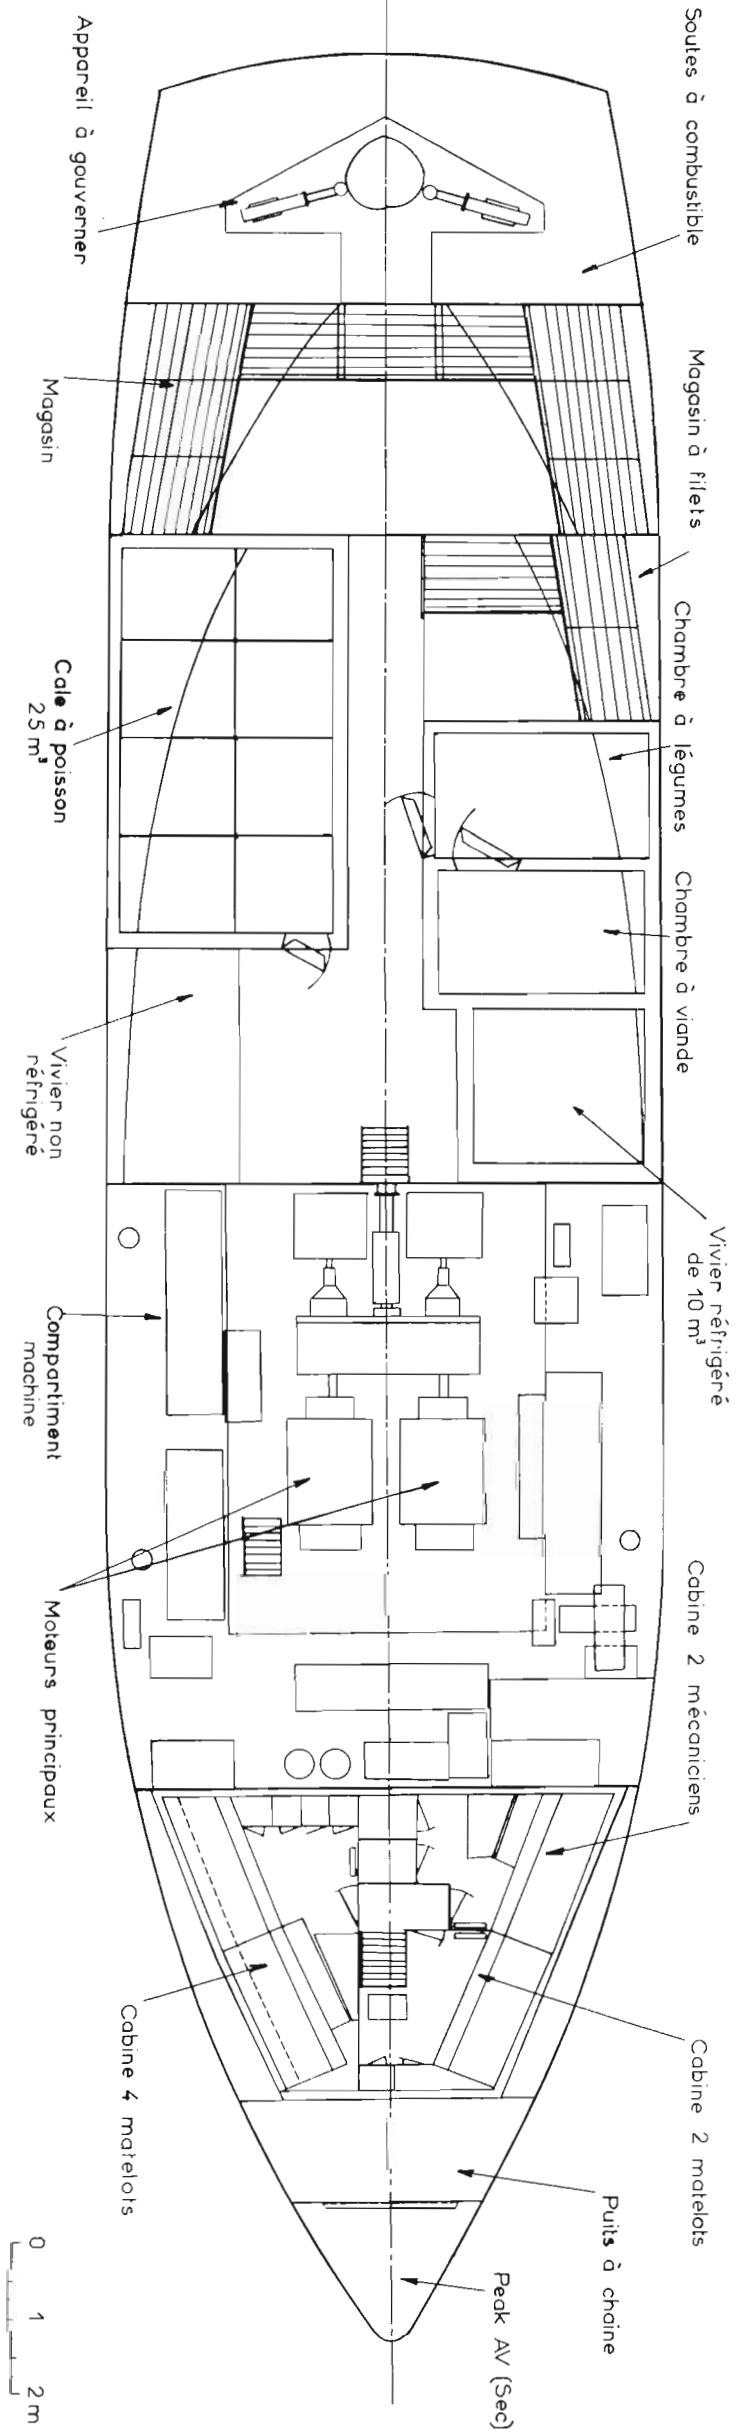 Soutes à combustible
Magasin à filets
Chambre à légumes
Chambre à viande
Vivier réfrigéré
de 10 m³
Cabine 2 mécaniciens
Cabine 2 matelots
Puits à chaine
Peak AV (Sec)
Appareil à gouverner
Magasin
Cale à poisson
25 m³
Vivier non
réfrigéré
Compartiment
machine
Moteurs principaux
Cabine 4 matelots
0 1 2 m